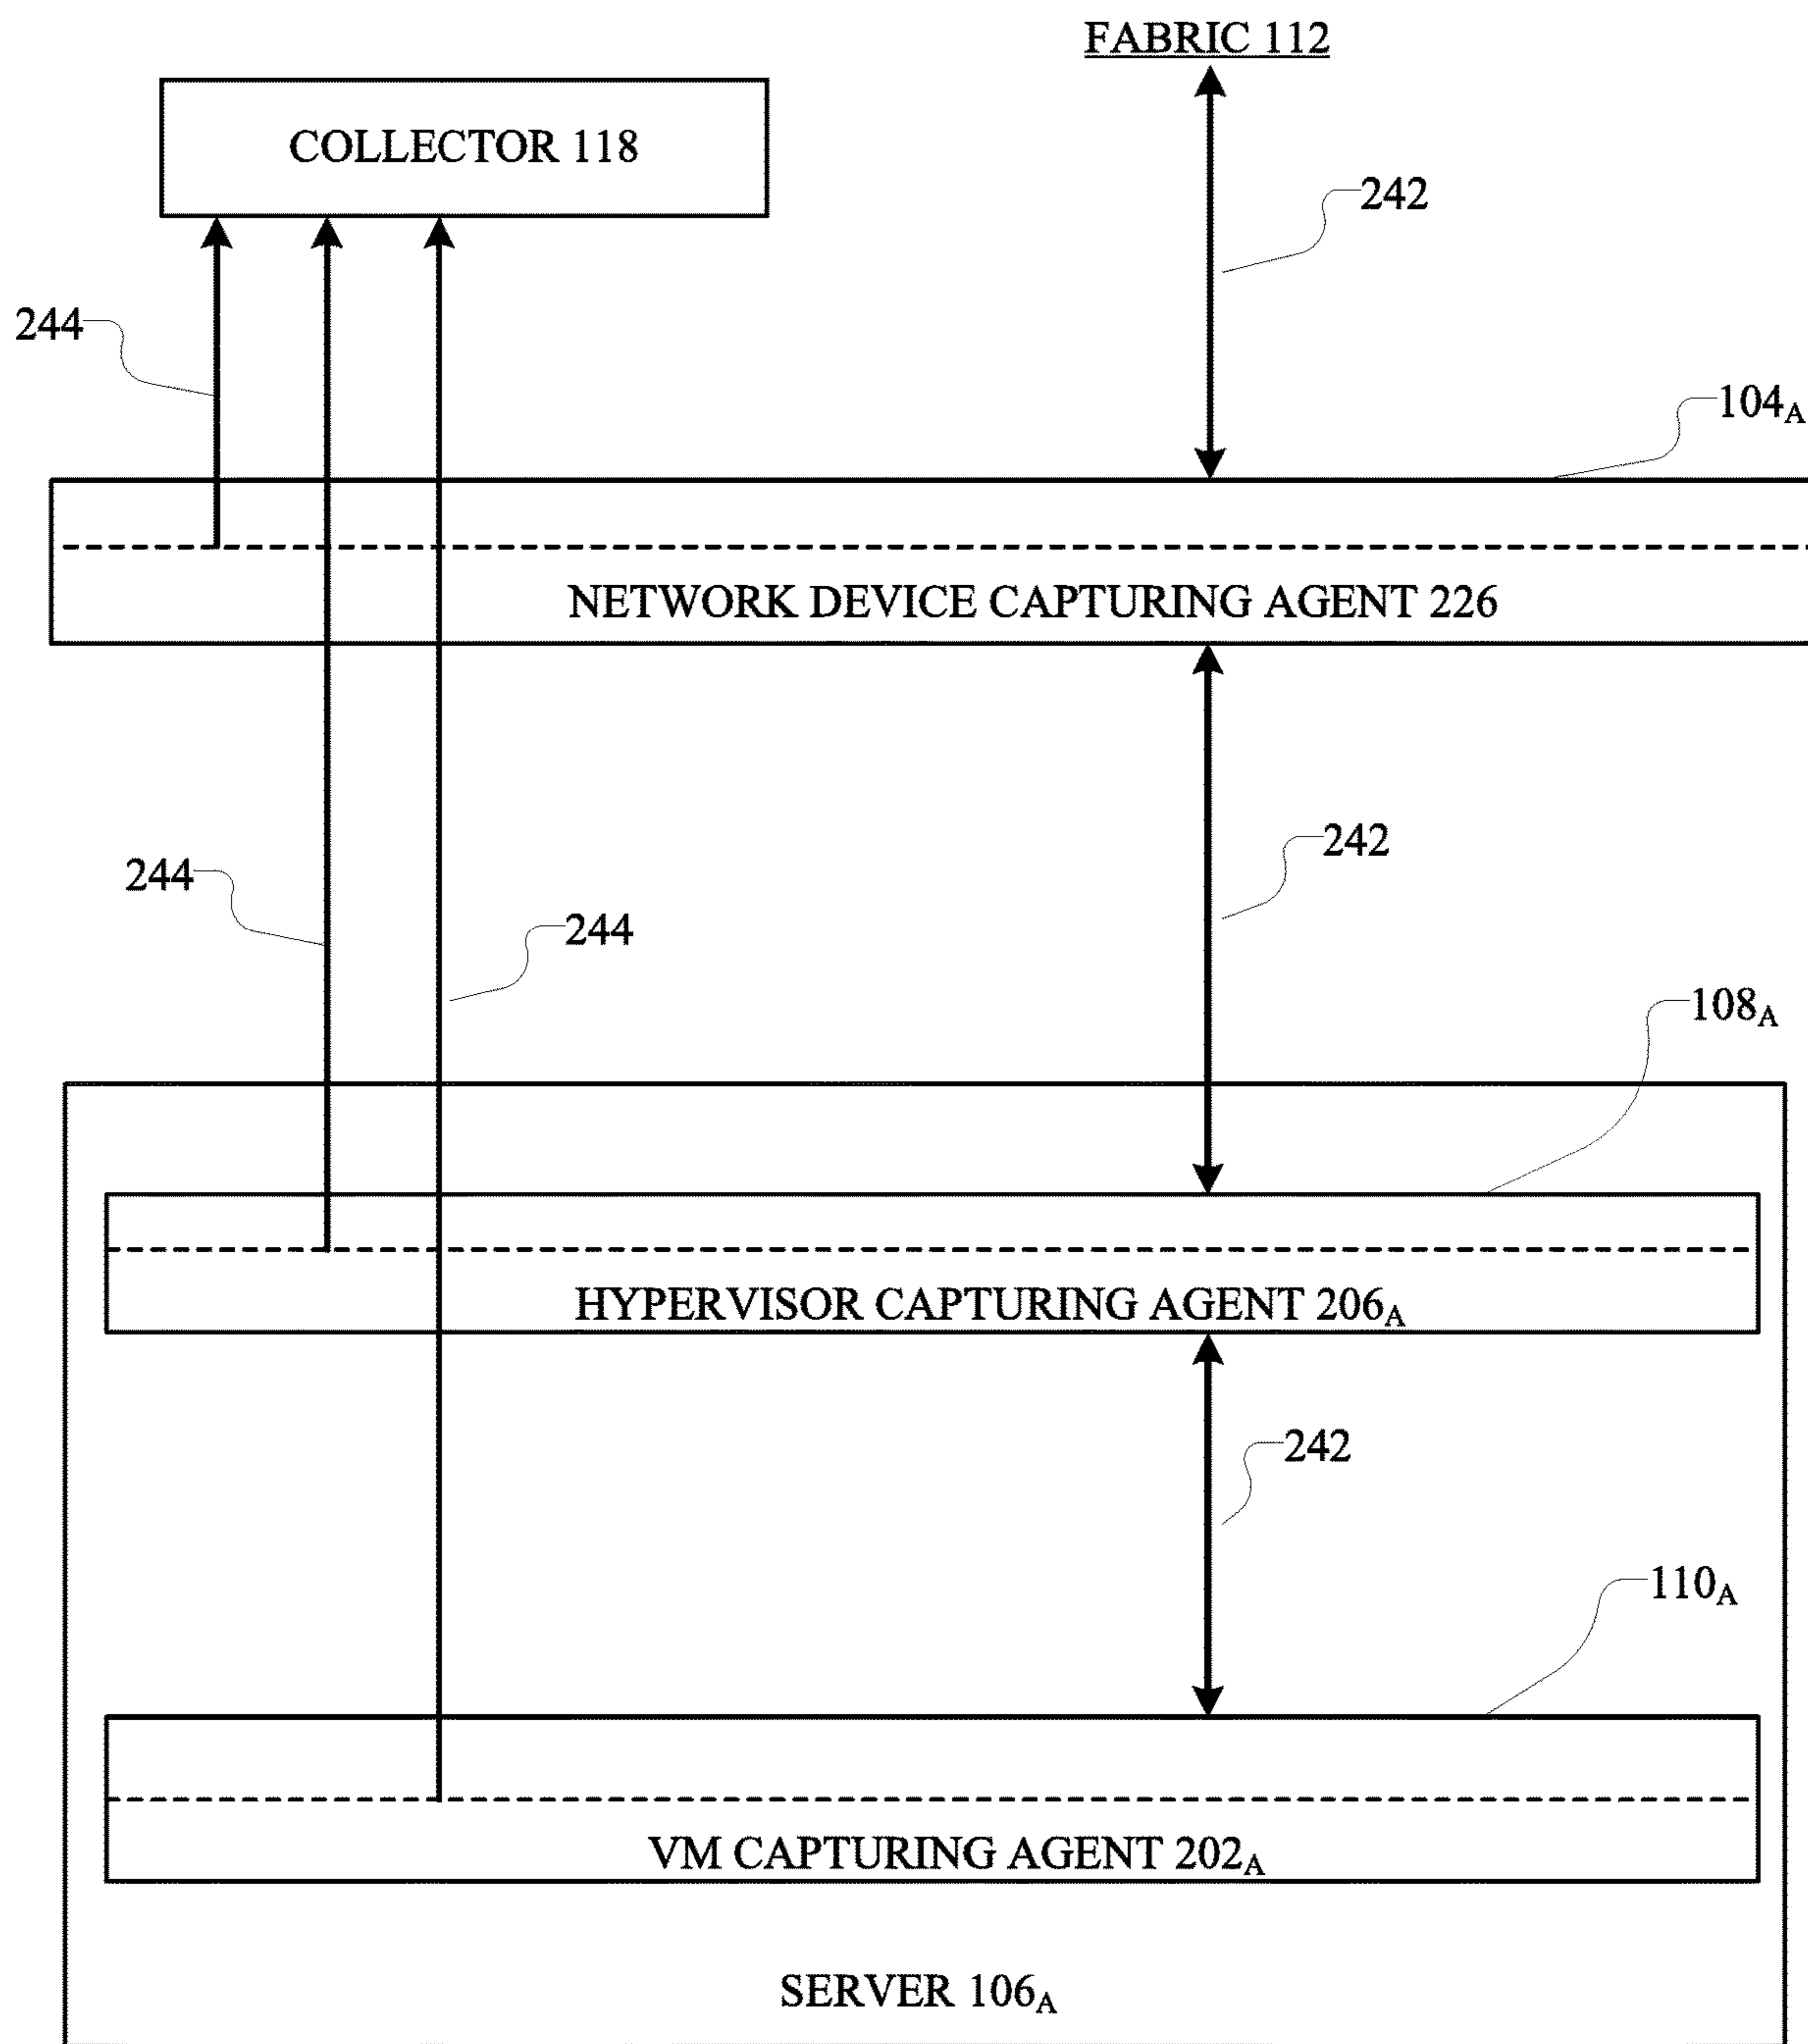 FABRIC 112
COLLECTOR 118
242
244
104A
NETWORK DEVICE CAPTURING AGENT 226
242
244
244
108A
HYPERVISOR CAPTURING AGENT 206A
242
110A
VM CAPTURING AGENT 202A
SERVER 106A